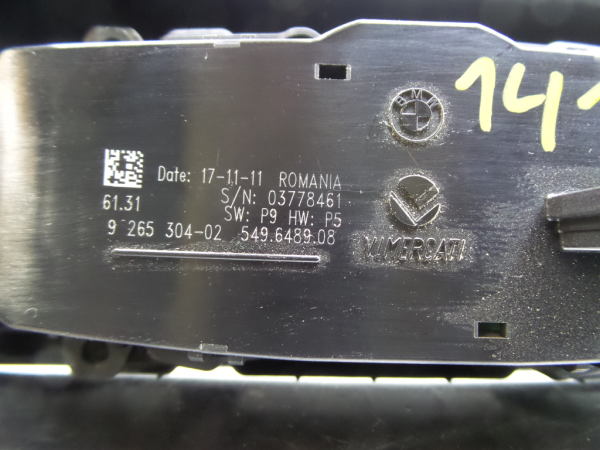 BMW
141
Date: 17-11-11 ROMANIA
61.31 S/N: 03778461
SW: P9 HW: P5
9 265 304-02 549.6489.08
VIMERCATI